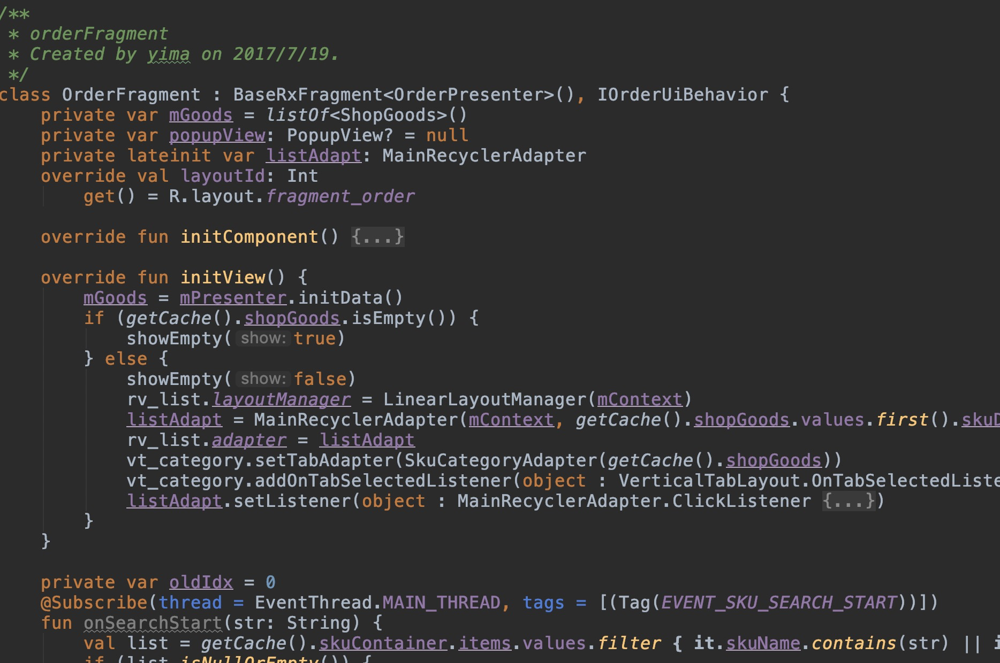 /**
 * orderFragment
 * Created by yima on 2017/7/19.
 */
class OrderFragment : BaseRxFragment<OrderPresenter>(), IOrderUiBehavior {
    private var mGoods = listOf<ShopGoods>()
    private var popupView: PopupView? = null
    private lateinit var listAdapt: MainRecyclerAdapter
    override val layoutId: Int
        get() = R.layout.fragment_order

    override fun initComponent() {...}

    override fun initView() {
        mGoods = mPresenter.initData()
        if (getCache().shopGoods.isEmpty()) {
            showEmpty( show: true)
        } else {
            showEmpty( show: false)
            rv_list.layoutManager = LinearLayoutManager(mContext)
            listAdapt = MainRecyclerAdapter(mContext, getCache().shopGoods.values.first().skuD
            rv_list.adapter = listAdapt
            vt_category.setTabAdapter(SkuCategoryAdapter(getCache().shopGoods))
            vt_category.addOnTabSelectedListener(object : VerticalTabLayout.OnTabSelectedListe
            listAdapt.setListener(object : MainRecyclerAdapter.ClickListener {...})
        }
    }

    private var oldIdx = 0
    @Subscribe(thread = EventThread.MAIN_THREAD, tags = [(Tag(EVENT_SKU_SEARCH_START))])
    fun onSearchStart(str: String) {
        val list = getCache().skuContainer.items.values.filter { it.skuName.contains(str) || i
        if (list.isNullOrEmpty()) {